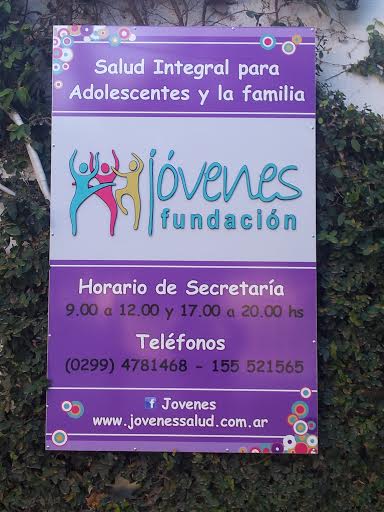 Salud Integral para
Adolescentes y la familia
jóvenes
fundación
Horario de Secretaría
9.00 a 12.00 y 17.00 a 20.00 hs
Teléfonos
(0299) 4781468 - 155 521565
f Jovenes
www.jovenessalud.com.ar